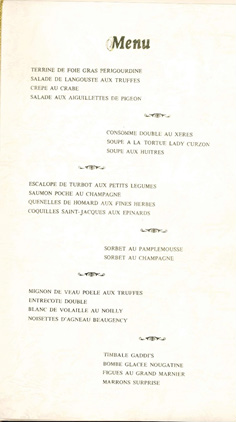 Menu
TERRINE DE FOIE GRAS PERIGOURDINE
SALADE DE LANGOUSTE AUX TRUFFES
CREPE AU CRABE
SALADE AUX AIGUILLETTES DE PIGEON
CONSOMME DOUBLE AU XERES
SOUPE A LA TORTUE LADY CURZON
SOUPE AUX HUITRES
ESCALOPE DE TURBOT AUX PETITS LEGUMES
SAUMON POCHE AU CHAMPAGNE
QUENELLES DE HOMARD AUX FINES HERBES
COQUILLES SAINT-JACQUES AUX EPINARDS
SORBET AU PAMPLEMOUSSE
SORBET AU CHAMPAGNE
MIGNON DE VEAU POELE AUX TRUFFES
ENTRECOTE DOUBLE
BLANC DE VOLAILLE AU NOILLY
NOISETTES D'AGNEAU BEAUGENCY
TIMBALE GADDI'S
BOMBE GLACEE NOUGATINE
FIGUES AU GRAND MARNIER
MARRONS SURPRISE